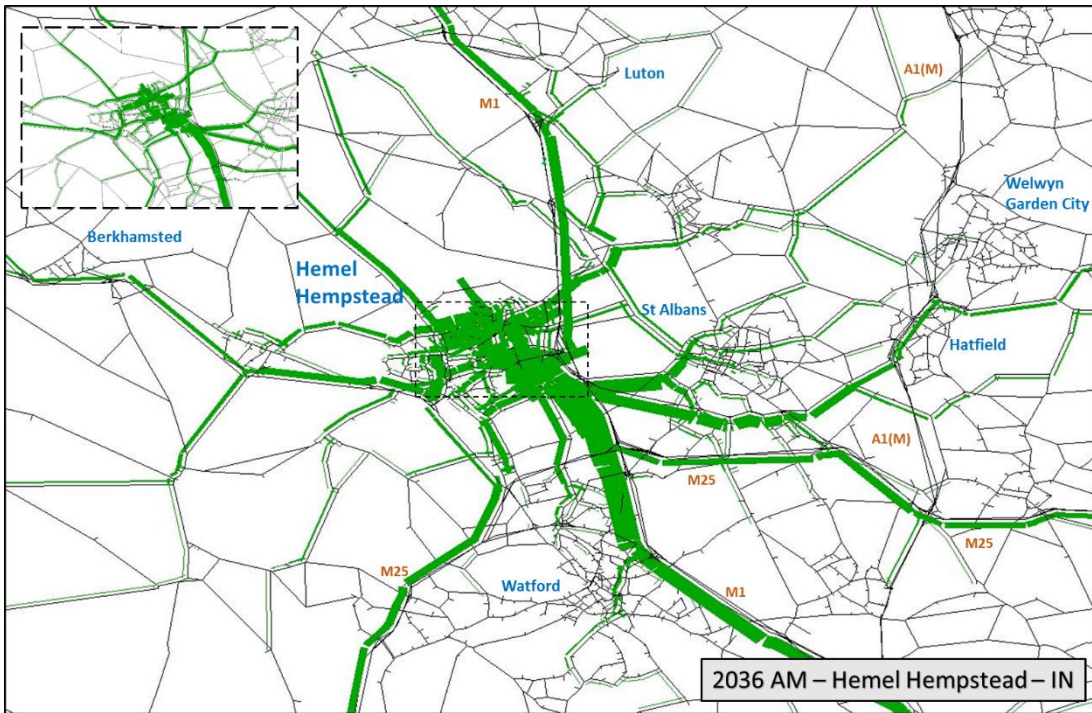 Luton
A1(M)
M1
Welwyn
Garden City
Berkhamsted
Hemel
Hempstead
St Albans
Hatfield
A1(M)
M25
M25
M25
Watford
M1
2036 AM – Hemel Hempstead – IN